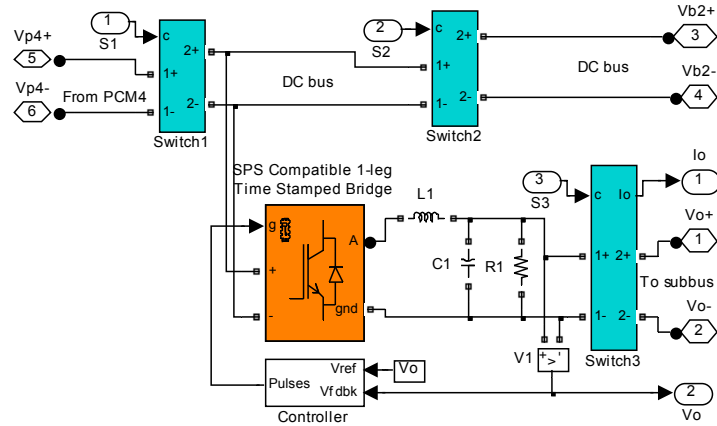 1
S1
Vp4+
5
Vp4-
6
From PCM4
c
1+
1-
2+
2-
Switch1
DC bus
2
S2
c
1+
1-
2+
2-
Switch2
DC bus
Vb2+
3
Vb2-
4
SPS Compatible 1-leg
Time Stamped Bridge
g
+
-
A
gnd
L1
C1
R1
3
S3
c
1+
1-
Io
2+
2-
Switch3
Io
1
Vo+
1
To subbus
Vo-
2
V1
+
v
-
Pulses
Vref
Vfdbk
Controller
Vo
2
Vo